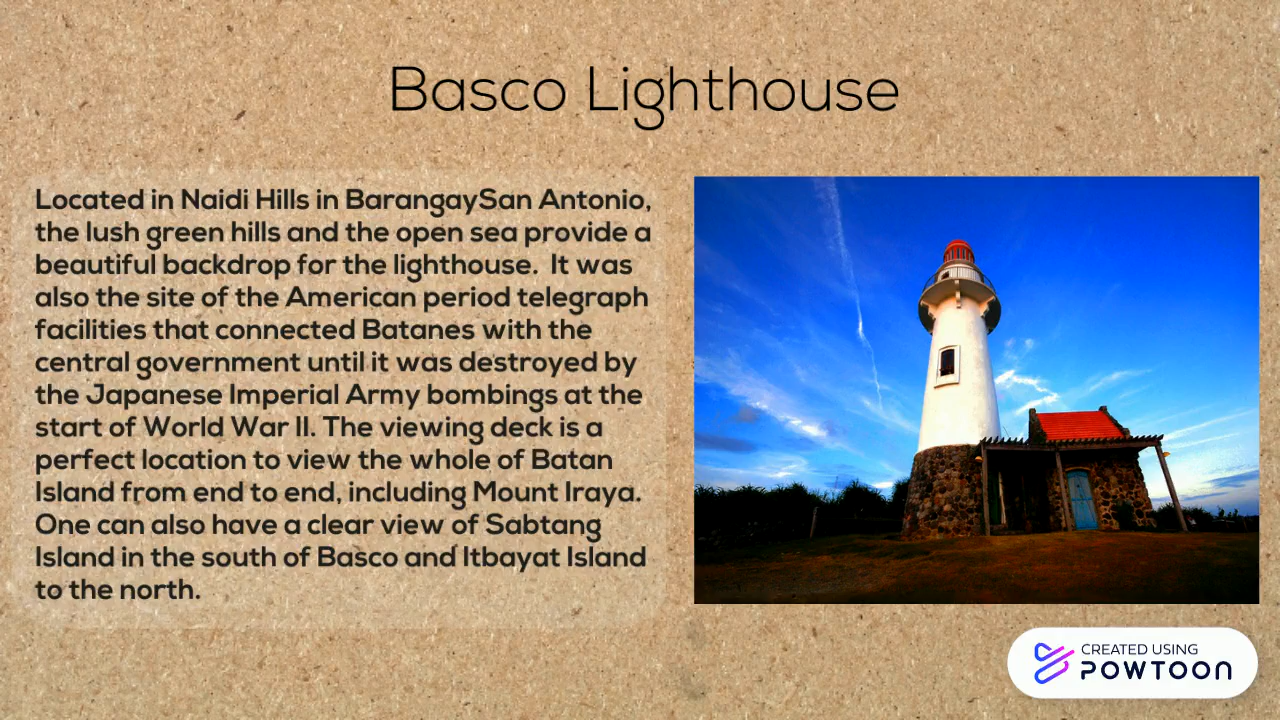 Basco Lighthouse
Located in Naidi Hills in BarangaySan Antonio,
the lush green hills and the open sea provide a
beautiful backdrop for the lighthouse.  It was
also the site of the American period telegraph
facilities that connected Batanes with the
central government until it was destroyed by
the Japanese Imperial Army bombings at the
start of World War II. The viewing deck is a
perfect location to view the whole of Batan
Island from end to end, including Mount Iraya.
One can also have a clear view of Sabtang
Island in the south of Basco and Itbayat Island
to the north.
CREATED USING
POWTOON